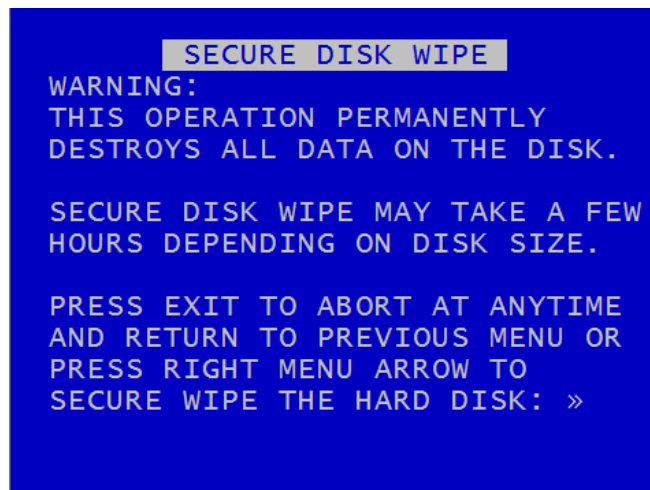 SECURE DISK WIPE
WARNING:
THIS OPERATION PERMANENTLY
DESTROYS ALL DATA ON THE DISK.
SECURE DISK WIPE MAY TAKE A FEW
HOURS DEPENDING ON DISK SIZE.
PRESS EXIT TO ABORT AT ANYTIME
AND RETURN TO PREVIOUS MENU OR
PRESS RIGHT MENU ARROW TO
SECURE WIPE THE HARD DISK: »